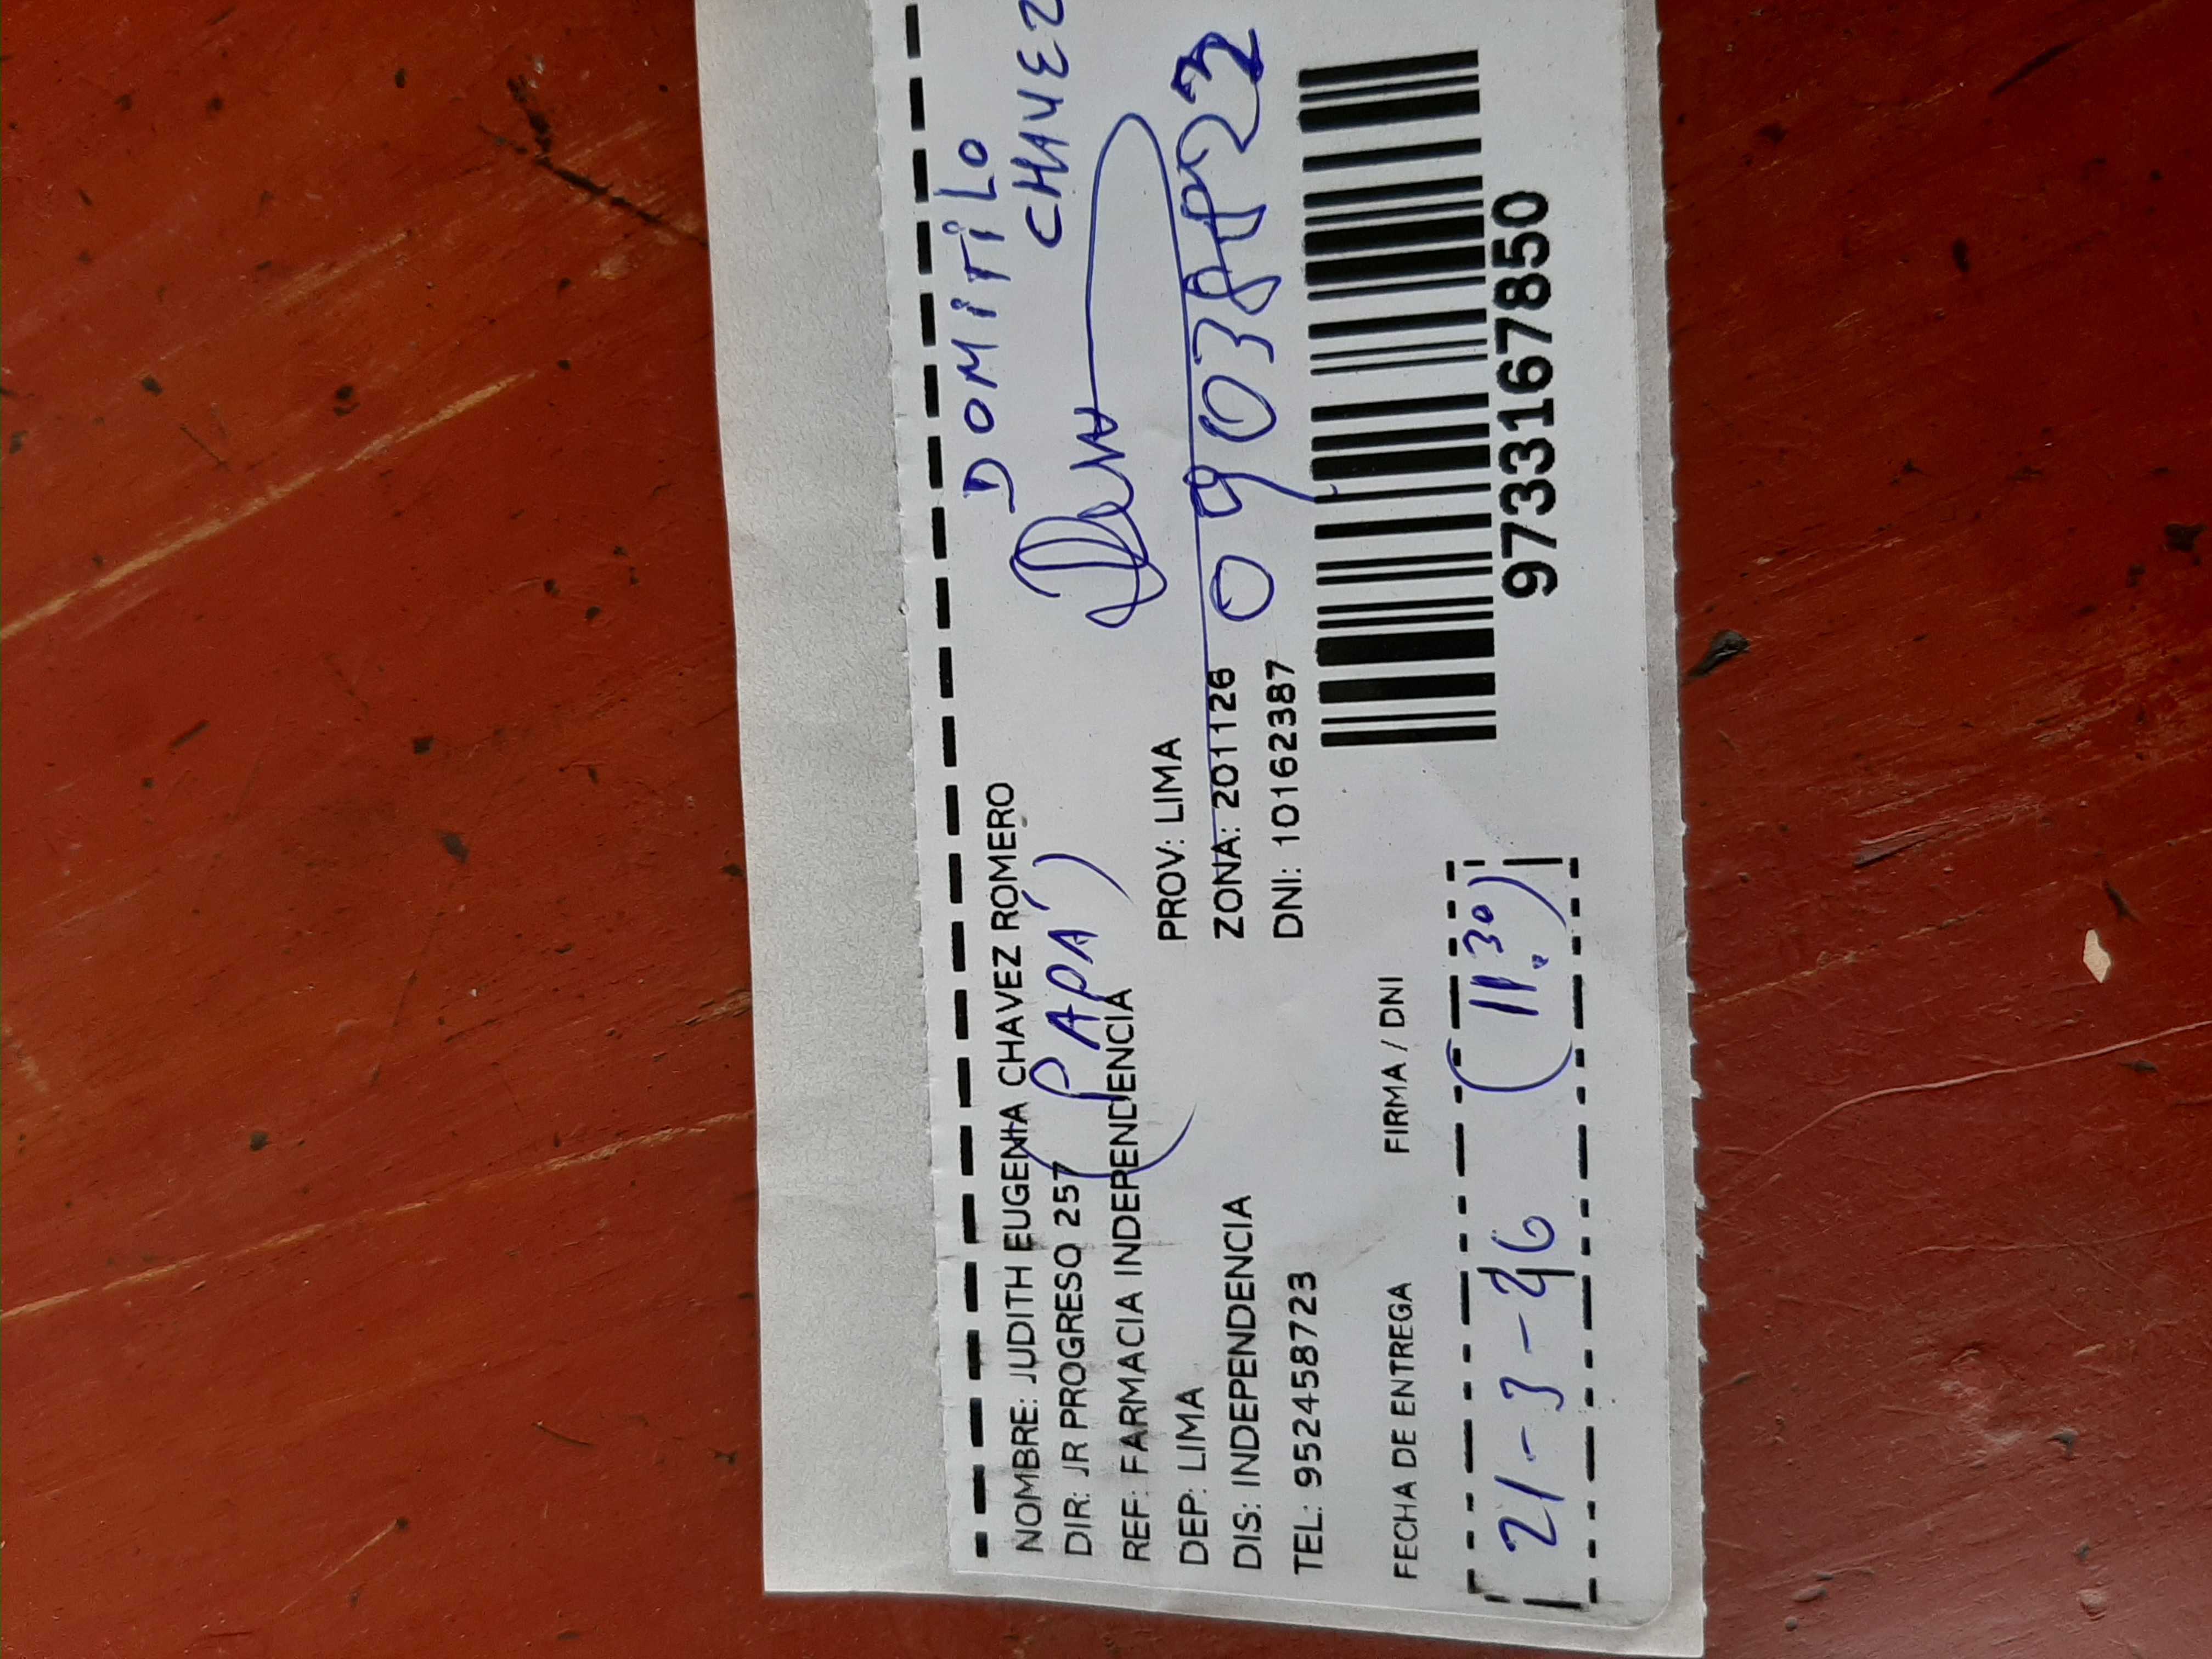 DOMITILO
CHAVEZ
NOMBRE: JUDITH EUGENIA CHAVEZ ROMERO
DIR: JR PROGRESO 257
(PAPÁ)
REF: FARMACIA INDEPENDENCIA INDEPENDENCIA
DEP: LIMA PROV: LIMA
DIS: INDEPENDENCIA ZONA: 201126
TEL: 952458723 DNI: 10162387
FECHA DE ENTREGA FIRMA / DNI
21-3-26 (11:30)
9733167850